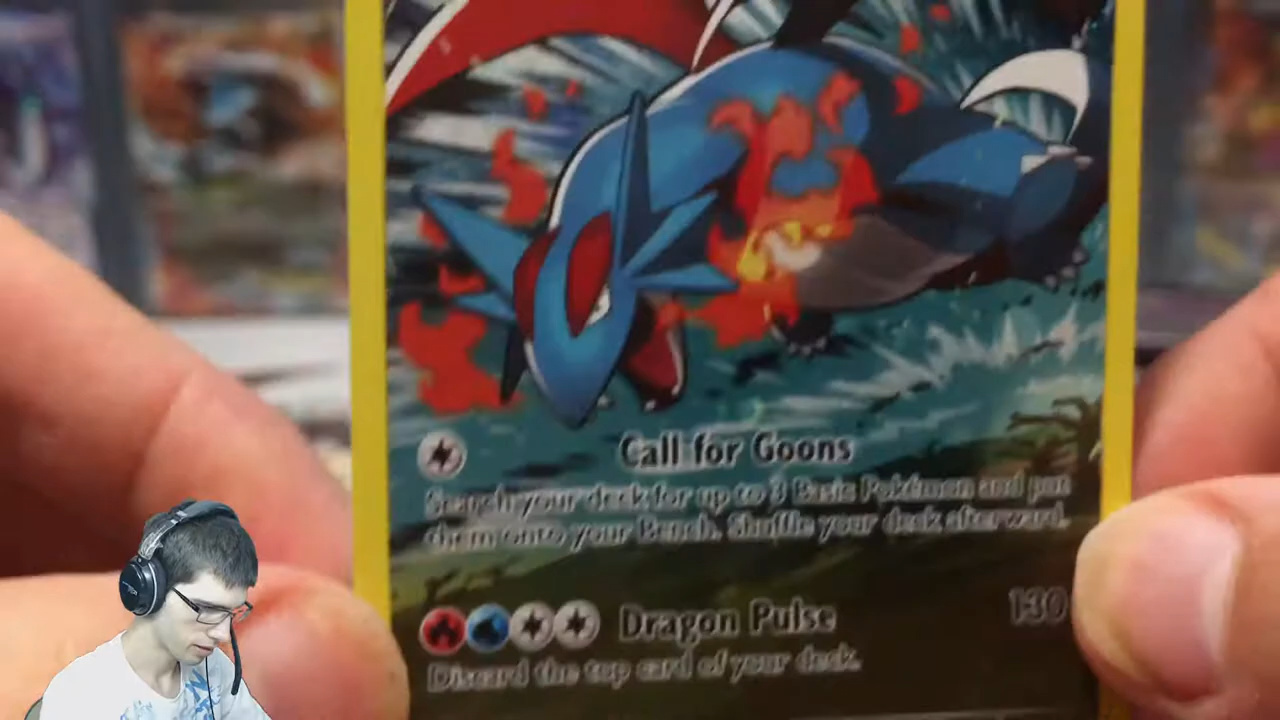 Call for Goons
Search your deck for up to 3 Basic Pokémon and put
them onto your Bench. Shuffle your deck afterward.
Dragon Pulse 130
Discard the top card of your deck.